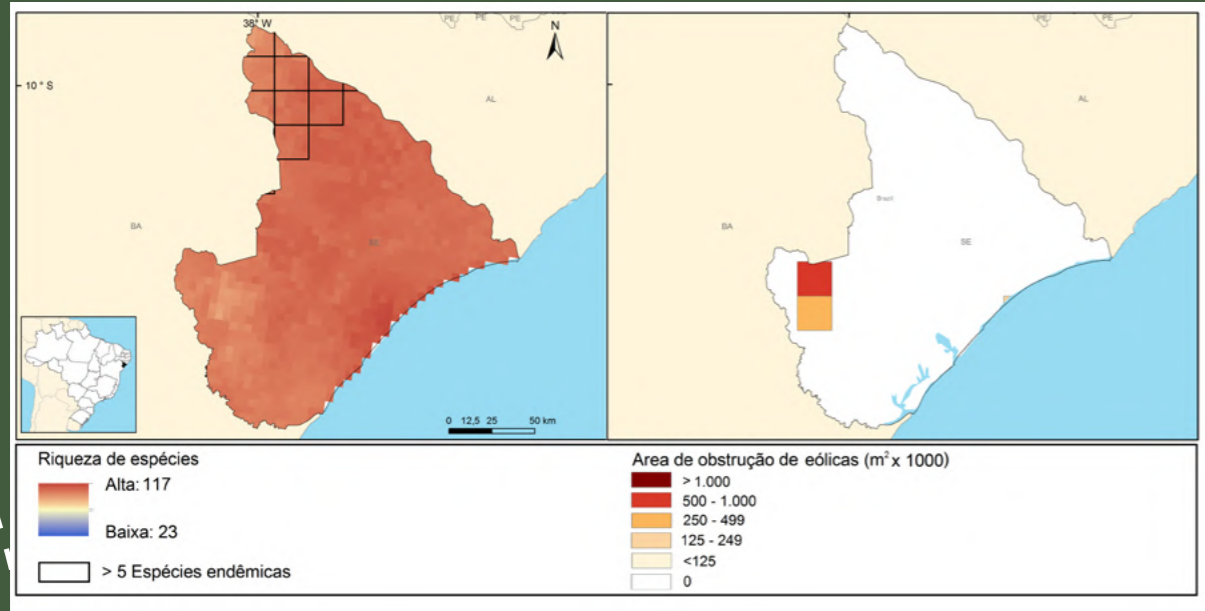 PE
PE
PE
38° W
N
10 ° S
AL
BA
SE
0 12,5 25 50 km
PE
PE
AL
Brazil
BA
SE
Riqueza de espécies
Alta: 117
Baixa: 23
> 5 Espécies endêmicas
Area de obstrução de eólicas (m² x 1000)
> 1.000
500 - 1.000
250 - 499
125 - 249
<125
0